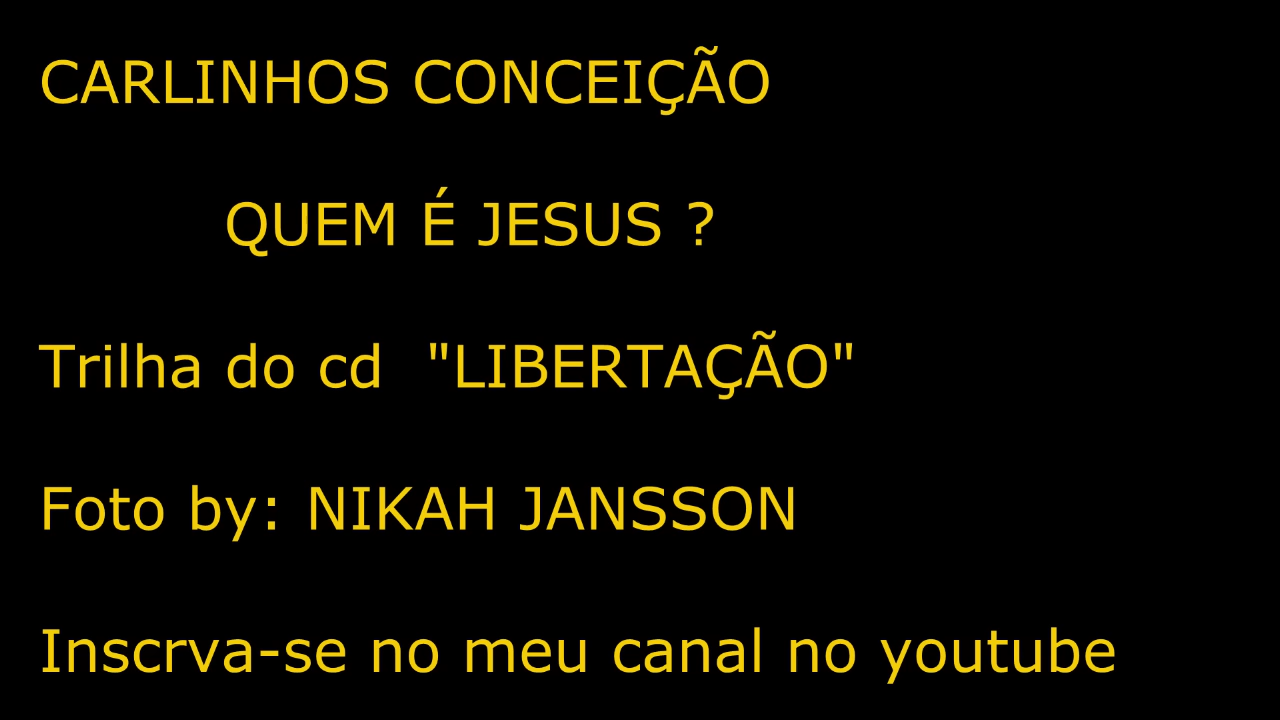 CARLINHOS CONCEIÇÃO
QUEM É JESUS ?
Trilha do cd "LIBERTAÇÃO"
Foto by: NIKAH JANSSON
Inscrva-se no meu canal no youtube